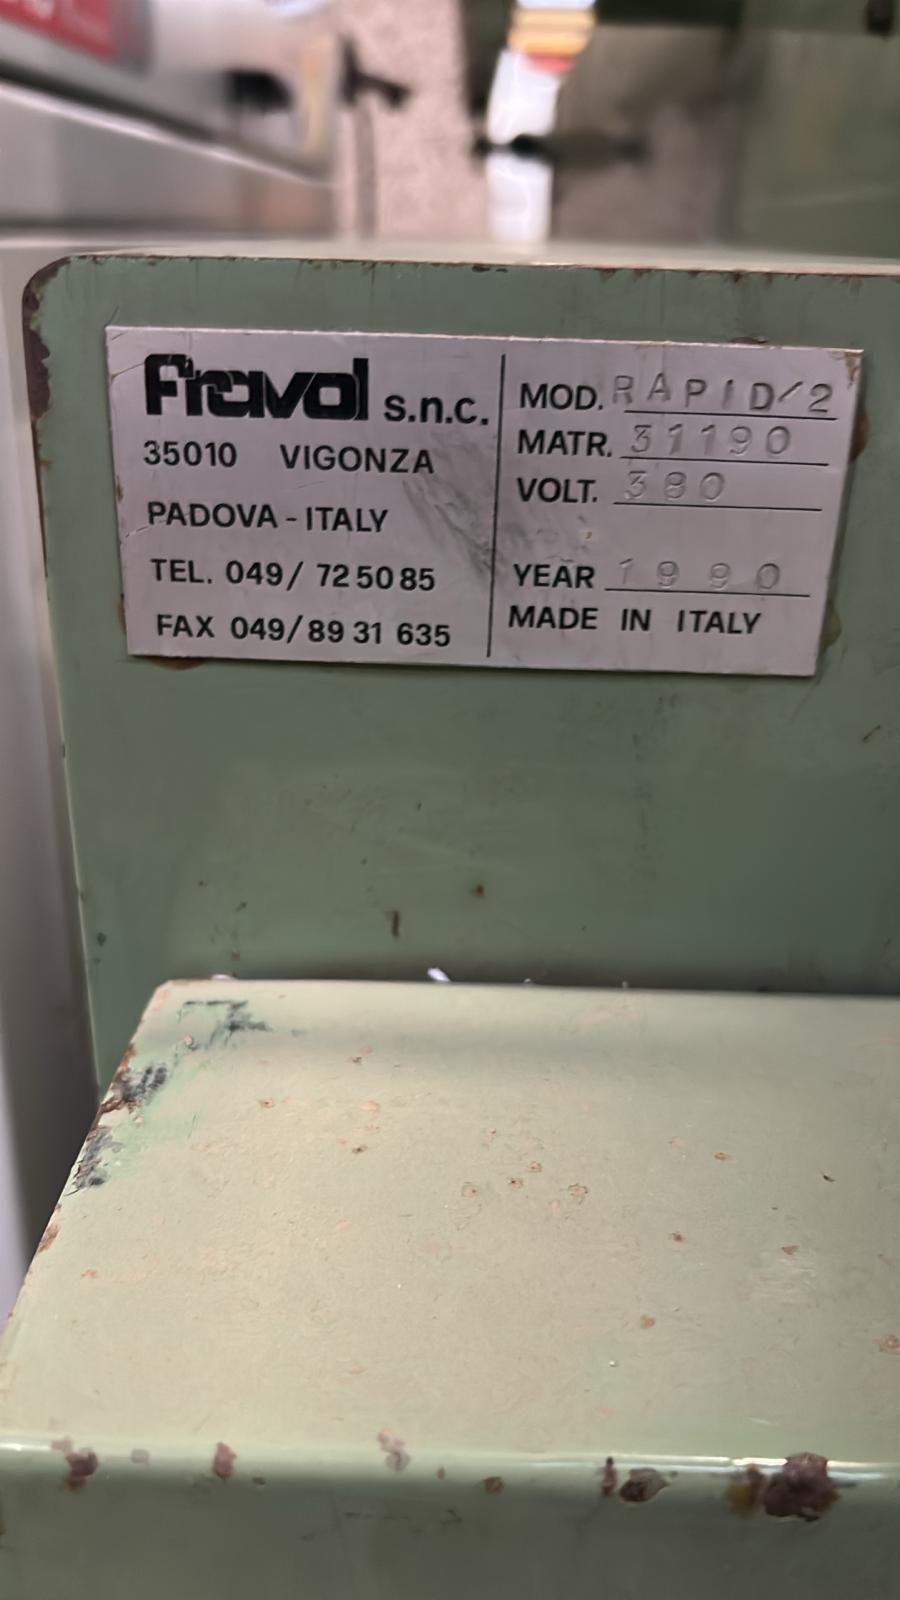 Fravol s.n.c.
35010 VIGONZA
PADOVA - ITALY
TEL. 049/ 72 50 85
FAX 049/ 89 31 635
MOD. RAPID/2
MATR. 31190
VOLT. 380
YEAR 1990
MADE IN ITALY